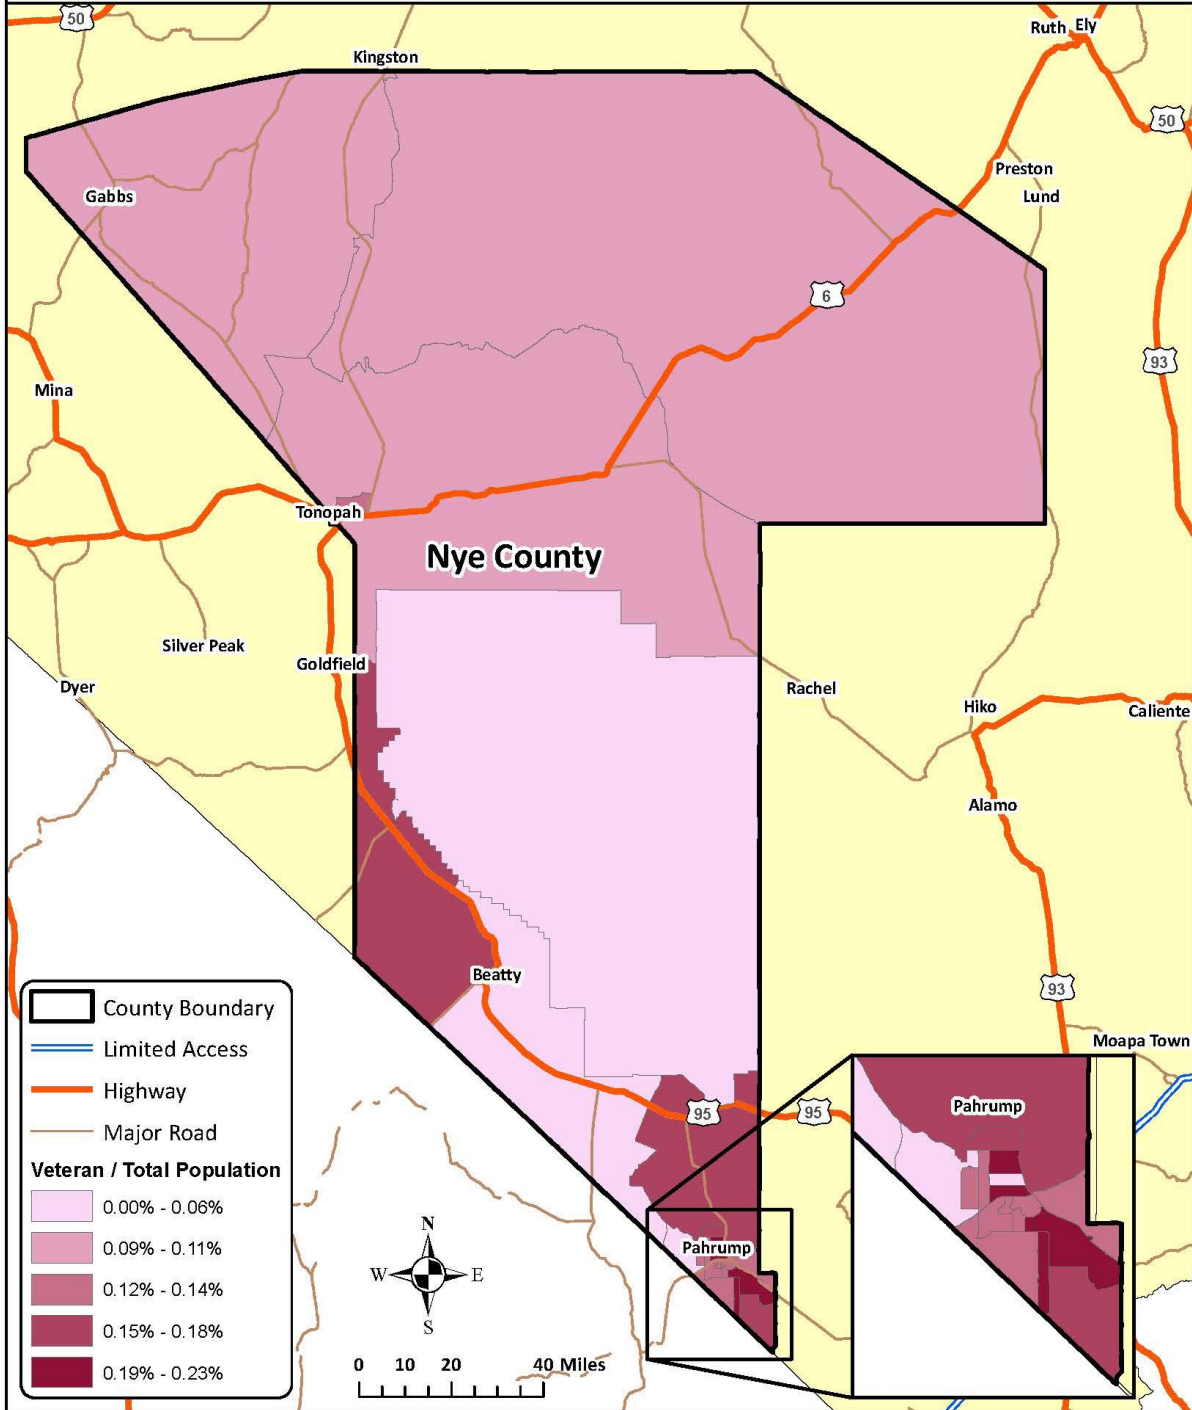 50
Kingston
Ruth
Ely
50
Gabbs
Preston
Lund
6
Mina
93
Tonopah
Nye County
Silver Peak
Goldfield
Dyer
Rachel
Hiko
Caliente
Alamo
Beatty
93
Moapa Town
95
95
Pahrump
Pahrump
County Boundary
Limited Access
Highway
Major Road
Veteran / Total Population
0.00% - 0.06%
0.09% - 0.11%
0.12% - 0.14%
0.15% - 0.18%
0.19% - 0.23%
N
W
E
S
0 10 20 40 Miles